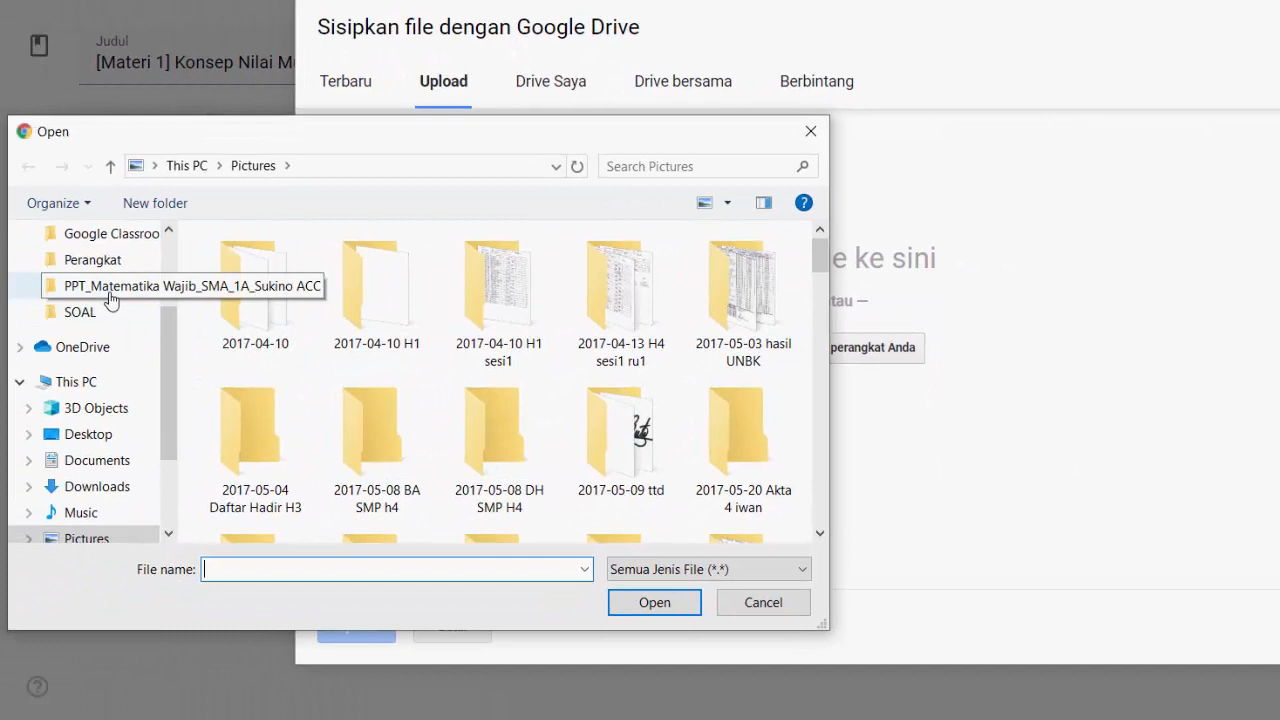 Sisipkan file dengan Google Drive
Judul
[Materi 1] Konsep Nilai M
Terbaru
Upload
Drive Saya
Drive bersama
Berbintang
Open
This PC
Pictures
Search Pictures
Organize
New folder
Google Classroo
Perangkat
PPT_Matematika Wajib_SMA_1A_Sukino ACC
SOAL
OneDrive
This PC
3D Objects
Desktop
Documents
Downloads
Music
Pictures
2017-04-10
2017-04-10 H1
2017-04-10 H1
sesi1
2017-04-13 H4
sesi1 ru1
2017-05-03 hasil
UNBK
2017-05-04
Daftar Hadir H3
2017-05-08 BA
SMP h4
2017-05-08 DH
SMP H4
2017-05-09 ttd
2017-05-20 Akta
4 iwan
e ke sini
atau —
perangkat Anda
File name:
Semua Jenis File (*.*)
Open
Cancel